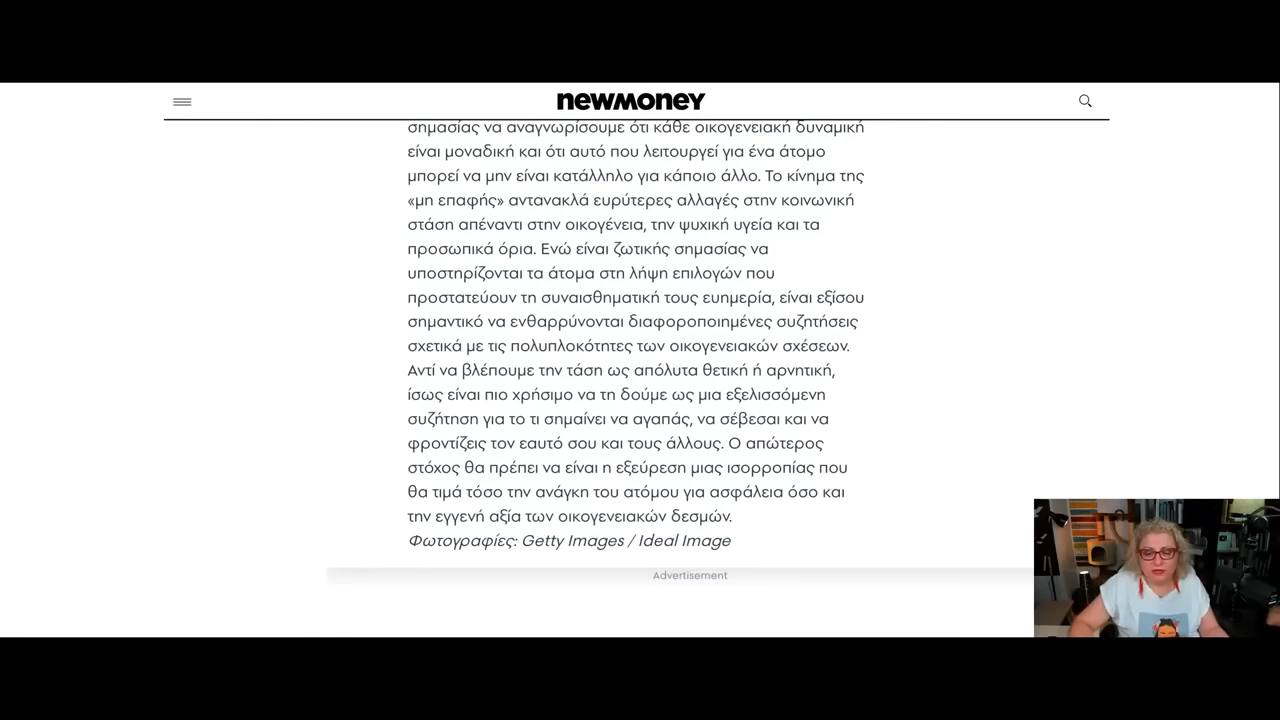 newmoney
σημασίας να αναγνωρίσουμε ότι κάθε οικογενειακή δυναμική
είναι μοναδική και ότι αυτό που λειτουργεί για ένα άτομο
μπορεί να μην είναι κατάλληλο για κάποιο άλλο. Το κίνημα της
«μη επαφής» αντανακλά ευρύτερες αλλαγές στην κοινωνική
στάση απέναντι στην οικογένεια, την ψυχική υγεία και τα
προσωπικά όρια. Ενώ είναι ζωτικής σημασίας να
υποστηρίζονται τα άτομα στη λήψη επιλογών που
προστατεύουν τη συναισθηματική τους ευημερία, είναι εξίσου
σημαντικό να ενθαρρύνονται διαφοροποιημένες συζητήσεις
σχετικά με τις πολυπλοκότητες των οικογενειακών σχέσεων.
Αντί να βλέπουμε την τάση ως απόλυτα θετική ή αρνητική,
ίσως είναι πιο χρήσιμο να τη δούμε ως μια εξελισσόμενη
συζήτηση για το τι σημαίνει να αγαπάς, να σέβεσαι και να
φροντίζεις τον εαυτό σου και τους άλλους. Ο απώτερος
στόχος θα πρέπει να είναι η εξεύρεση μιας ισορροπίας που
θα τιμά τόσο την ανάγκη του ατόμου για ασφάλεια όσο και
την εγγενή αξία των οικογενειακών δεσμών.
Φωτογραφίες: Getty Images / Ideal Image
Advertisement